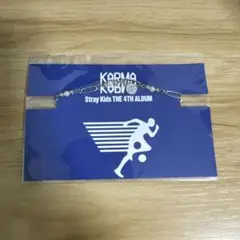 KARMA
Stray Kids THE 4TH ALBUM